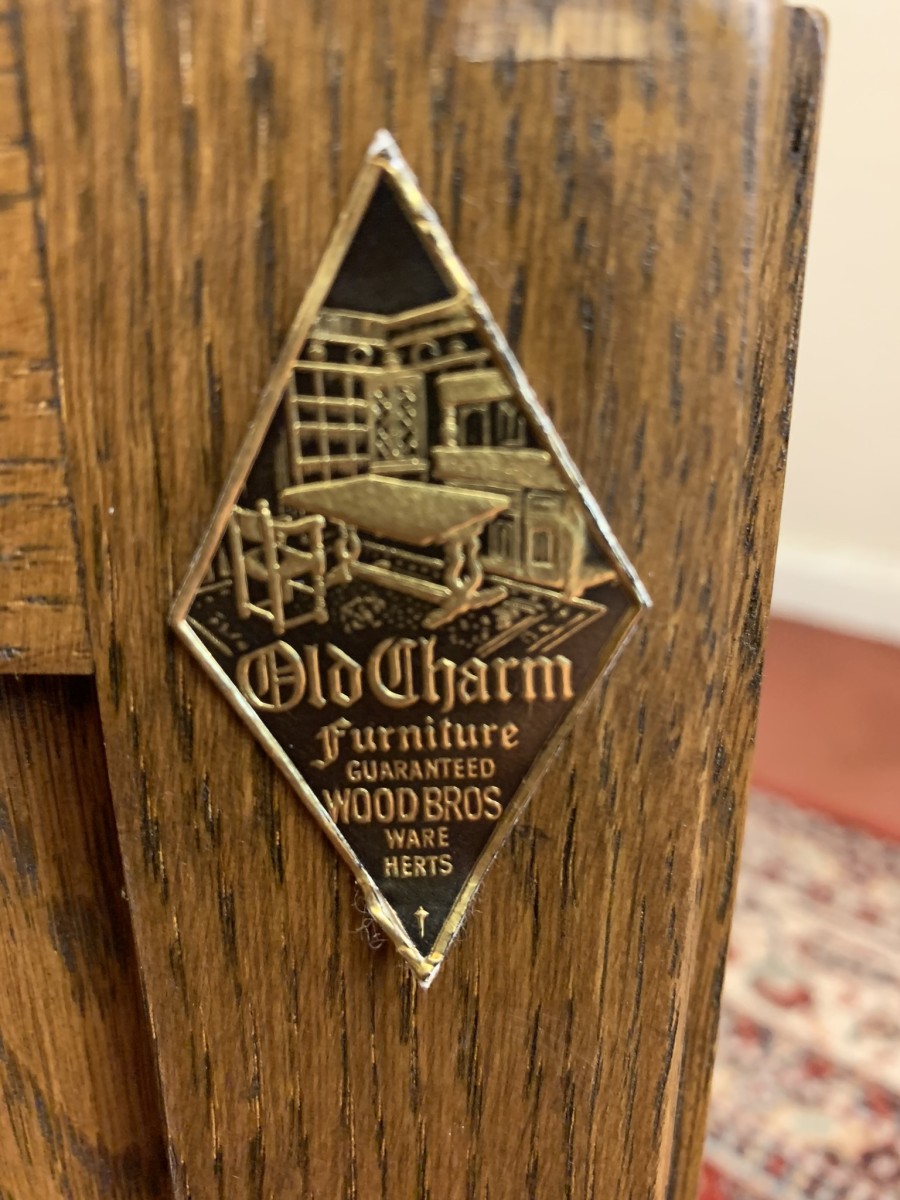 Old Charm
Furniture
GUARANTEED
WOOD BROS
WARE
HERTS